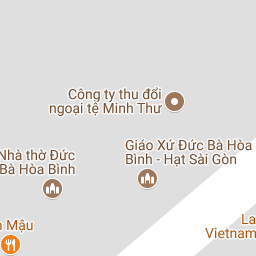 Công ty thu đổi
ngoại tệ Minh Thư
Giáo Xứ Đức Bà Hòa
Bình - Hạt Sài Gòn
Nhà thờ Đức
Bà Hòa Bình
Mậu
La
Vietnam